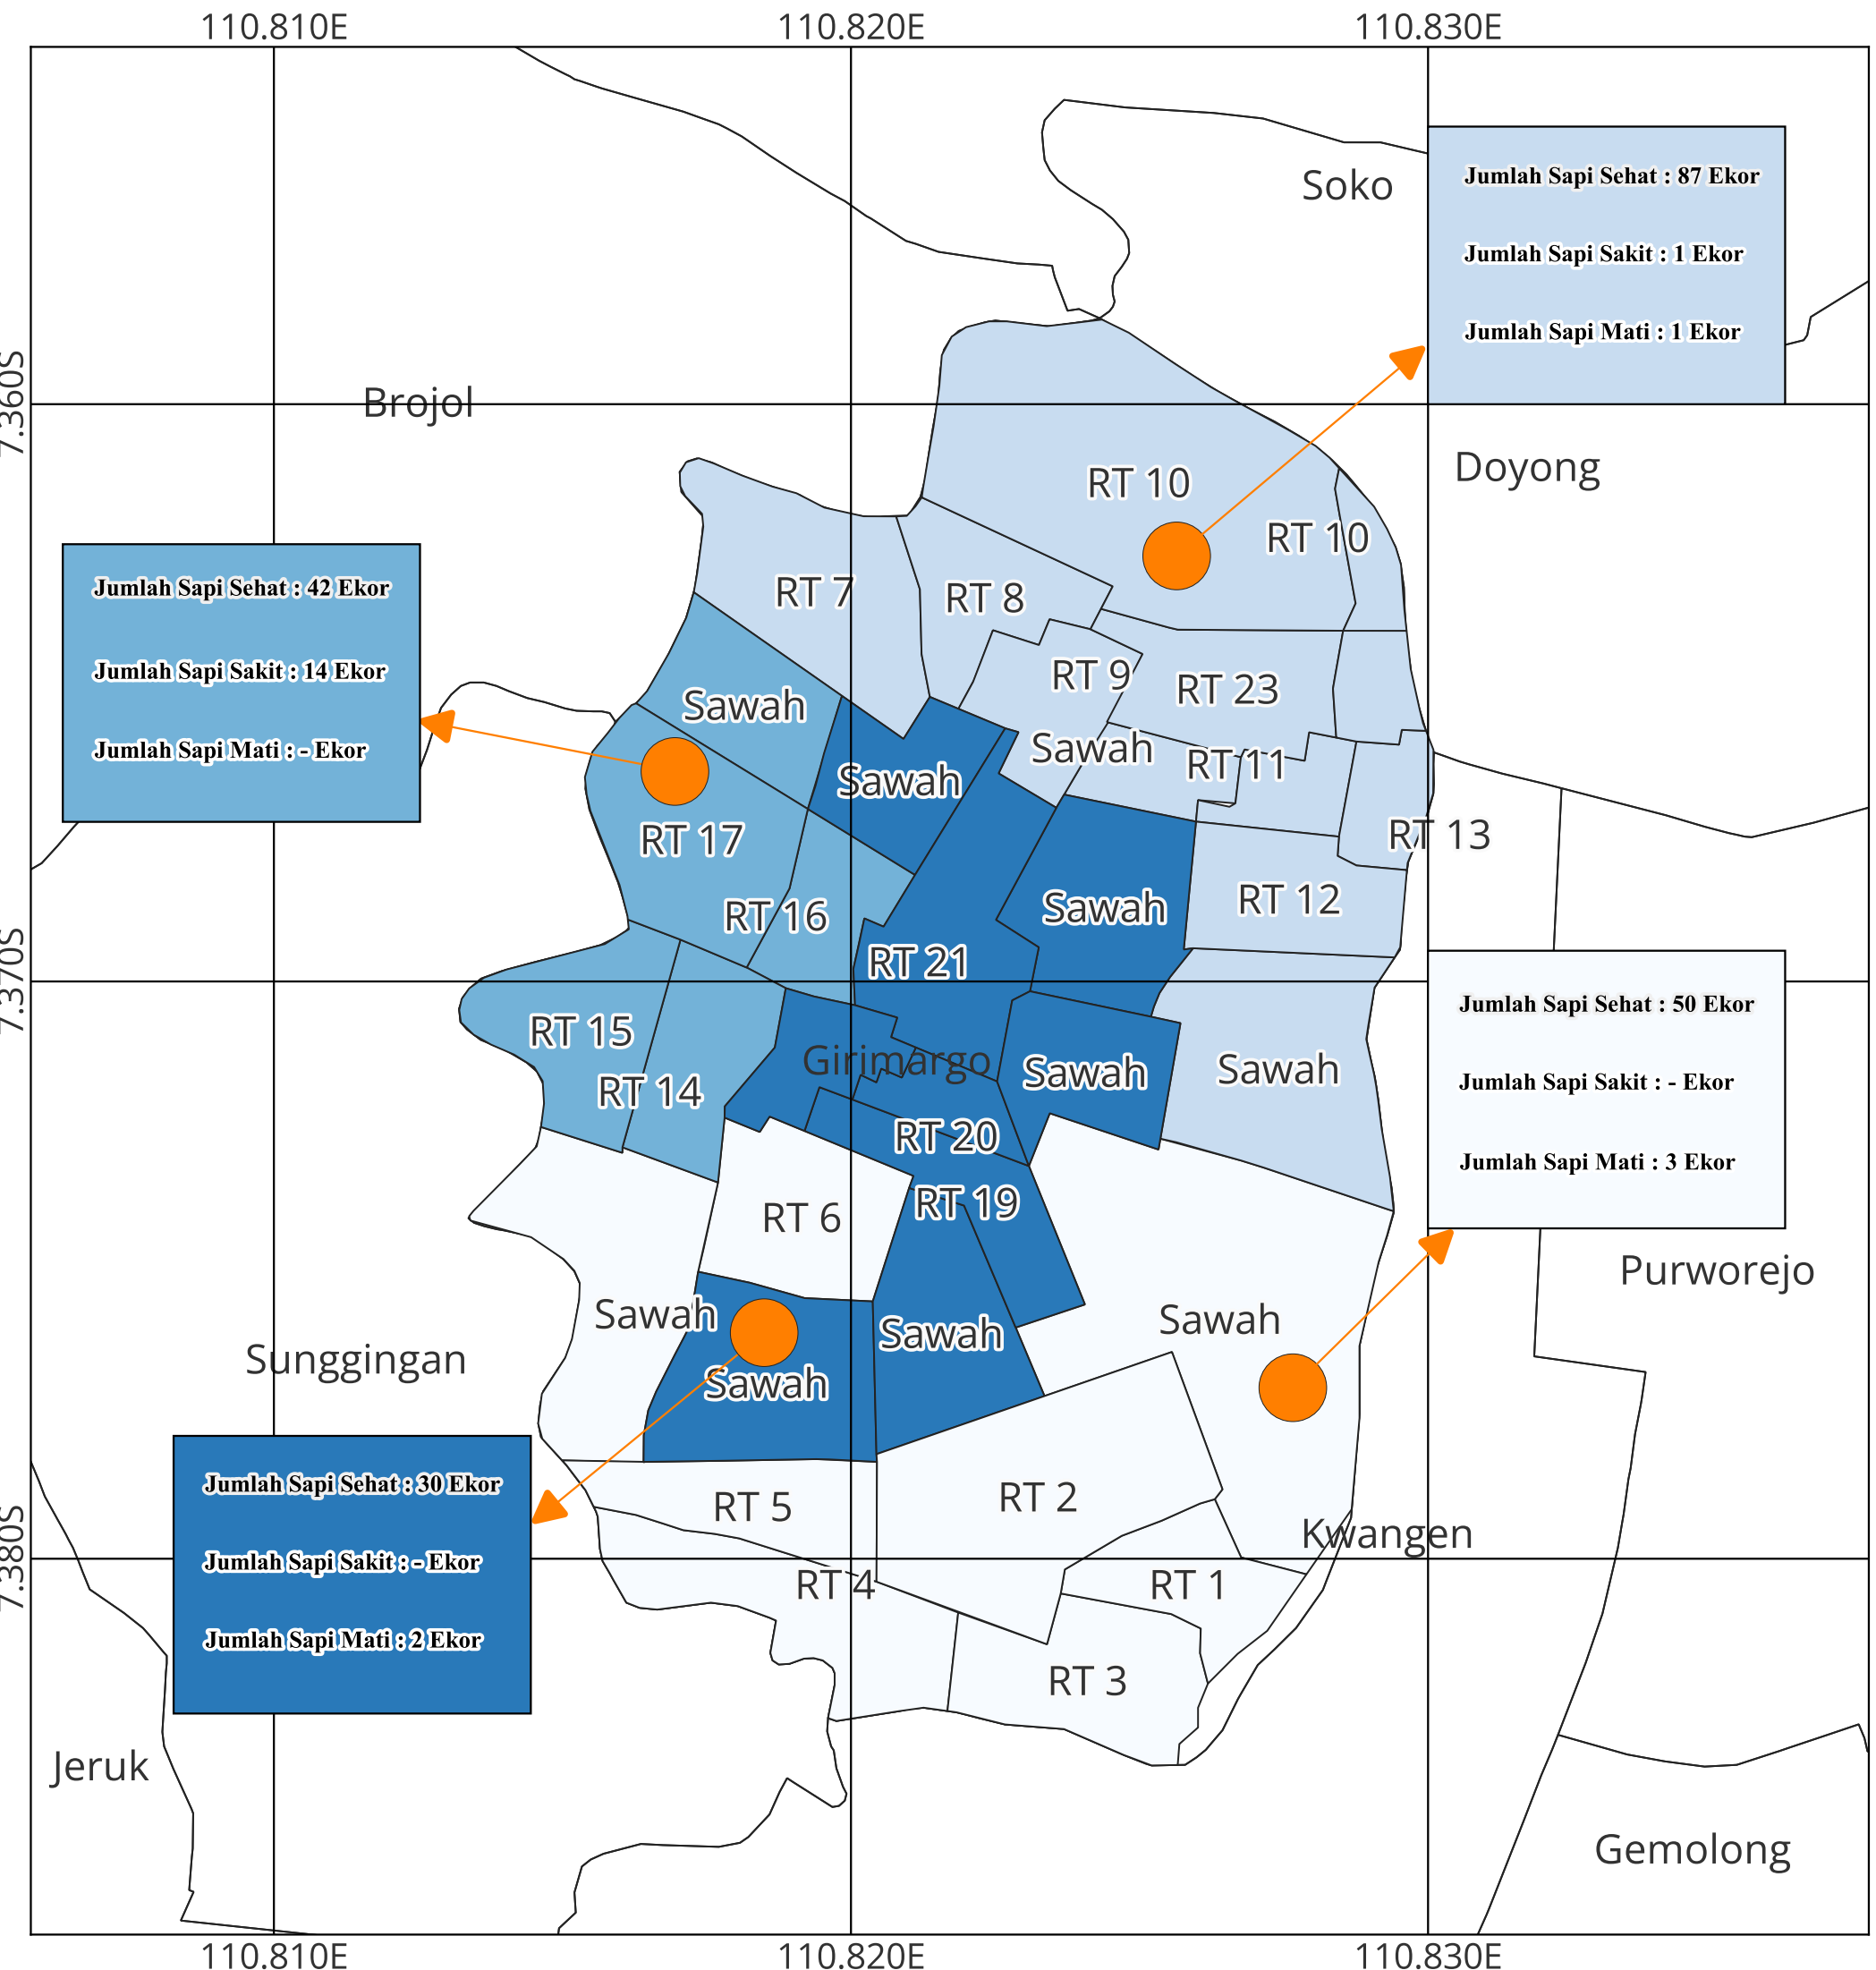 110.810E 110.820E 110.830E
Soko
Jumlah Sapi Sehat : 87 Ekor
Jumlah Sapi Sakit : 1 Ekor
Jumlah Sapi Mati : 1 Ekor
7.360S
Brojol
Doyong
RT 10
RT 10
Jumlah Sapi Sehat : 42 Ekor
Jumlah Sapi Sakit : 14 Ekor
Jumlah Sapi Mati : - Ekor
RT 7
RT 8
RT 9
RT 23
Sawah
Sawah
RT 11
Sawah
RT 17
RT 13
RT 12
Sawah
RT 16
RT 21
7.370S
Jumlah Sapi Sehat : 50 Ekor
Jumlah Sapi Sakit : - Ekor
Jumlah Sapi Mati : 3 Ekor
RT 15
Girimargo
Sawah
Sawah
RT 14
RT 20
RT 19
RT 6
Purworejo
Sawah
Sawah
Sawah
Sunggingan
Sawah
Jumlah Sapi Sehat : 30 Ekor
Jumlah Sapi Sakit : - Ekor
Jumlah Sapi Mati : 2 Ekor
RT 5
RT 2
Kwangen
7.380S
RT 4
RT 1
RT 3
Jeruk
Gemolong
110.810E 110.820E 110.830E